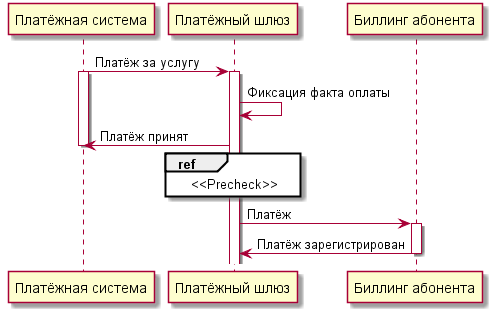 Платёжная система
Платёжный шлюз
Биллинг абонента
Платёж за услугу
Фиксация факта оплаты
Платёж принят
ref
<<Precheck>>
Платёж
Платёж зарегистрирован
Платёжная система
Платёжный шлюз
Биллинг абонента